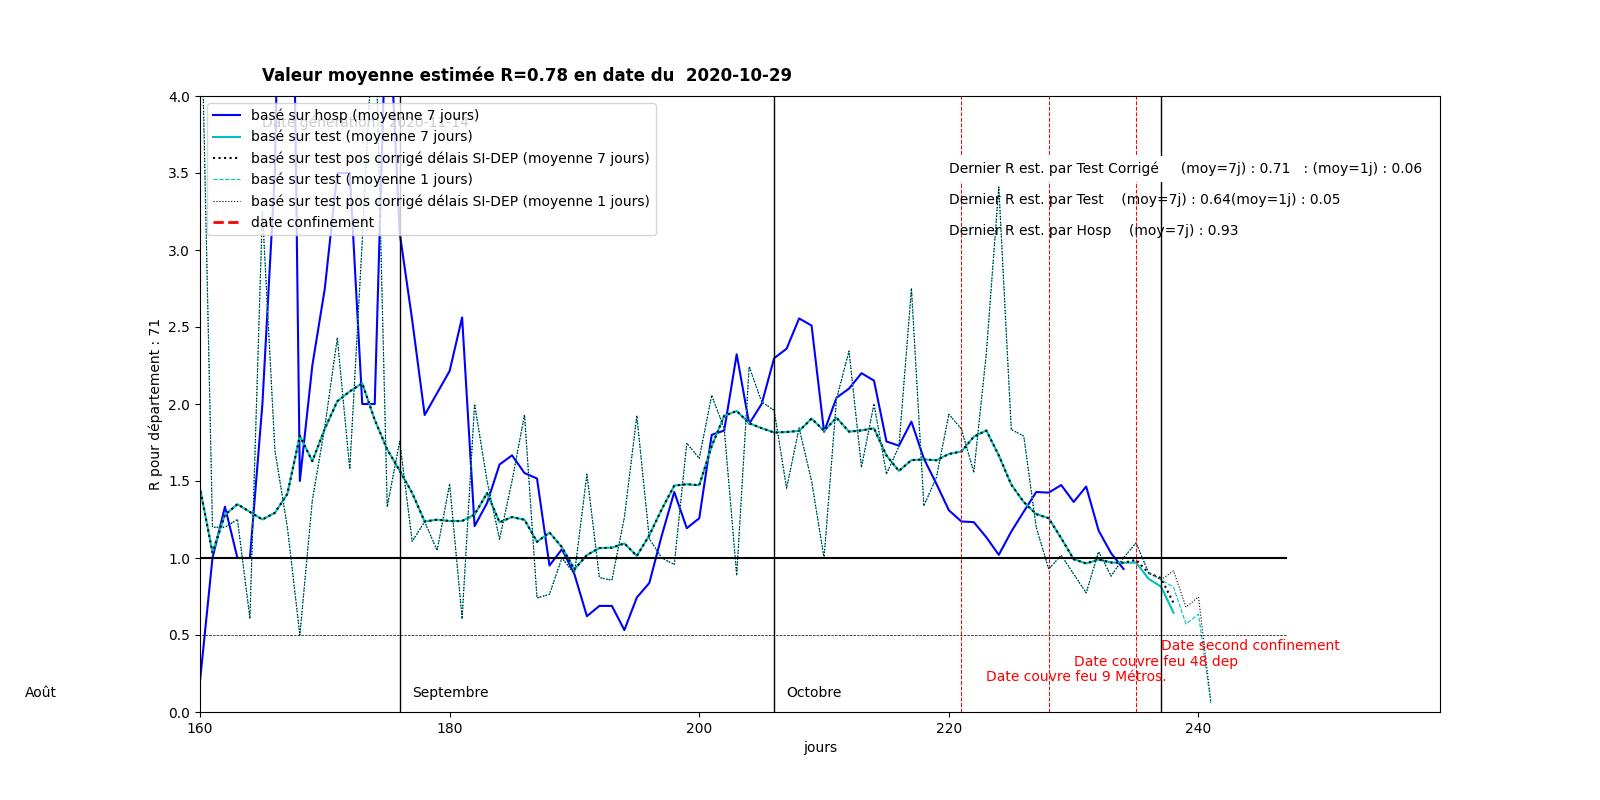 Valeur moyenne estimée R=0.78 en date du  2020-10-29
Date génération : 2020-11-14
basé sur hosp (moyenne 7 jours)
basé sur test (moyenne 7 jours)
basé sur test pos corrigé délais SI-DEP (moyenne 7 jours)
basé sur test (moyenne 1 jours)
basé sur test pos corrigé délais SI-DEP (moyenne 1 jours)
date confinement
Dernier R est. par Test Corrigé     (moy=7j) : 0.71   : (moy=1j) : 0.06
Dernier R est. par Test    (moy=7j) : 0.64(moy=1j) : 0.05
Dernier R est. par Hosp    (moy=7j) : 0.93
4.0
3.5
3.0
2.5
2.0
1.5
1.0
0.5
0.0
R pour département : 71
Date second confinement
Date couvre feu 48 dep
Date couvre feu 9 Métros.
Août
Septembre
Octobre
160
180
200
220
240
jours